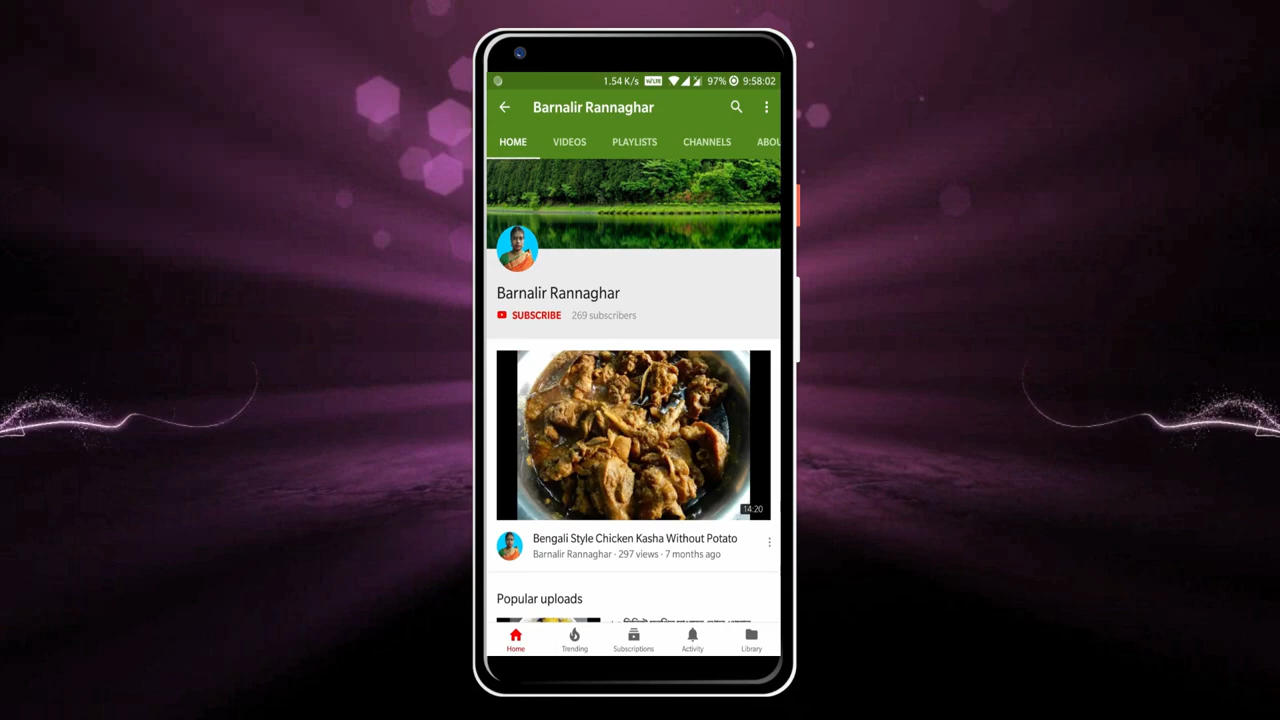 1.54 K/s VoLTE 97% 9:58:02
Barnalir Rannaghar
HOME VIDEOS PLAYLISTS CHANNELS ABOU
Barnalir Rannaghar
SUBSCRIBE 269 subscribers
14:20
Bengali Style Chicken Kasha Without Potato
Barnalir Rannaghar · 297 views · 7 months ago
Popular uploads
Home Trending Subscriptions Activity Library